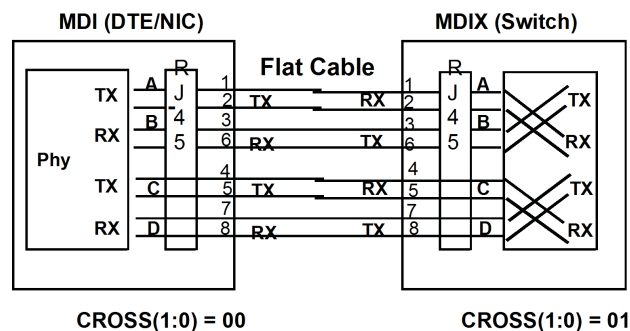 MDI (DTE/NIC)
MDIX (Switch)
Flat Cable
Phy
TX
RX
TX
RX
A
B
C
D
R
J
4
5
1
2
3
6
4
5
7
8
TX
RX
TX
RX
RX
TX
RX
TX
1
2
3
6
4
5
7
8
R
J
4
5
A
B
C
D
TX
RX
TX
RX
CROSS(1:0) = 00
CROSS(1:0) = 01